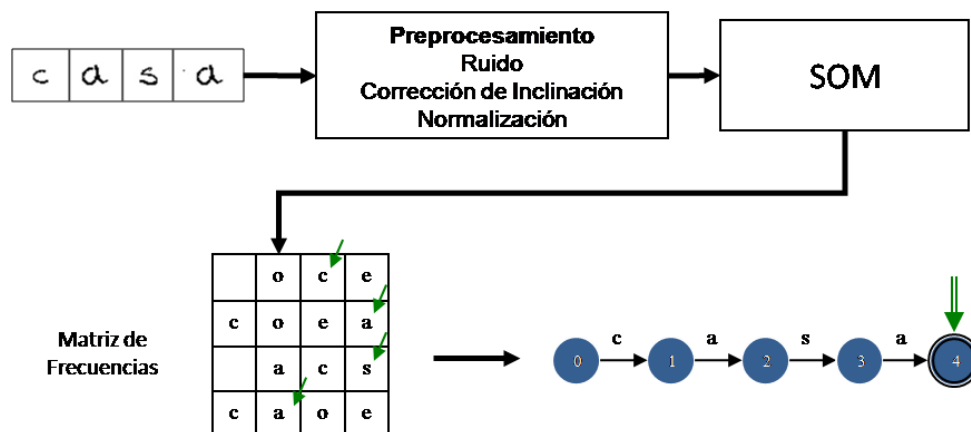 c a s a
Preprocesamiento
Ruido
Corrección de Inclinación
Normalización
SOM
o c e
c o e a
a c s
c a o e
Matriz de
Frecuencias
c a s a
0 1 2 3 4